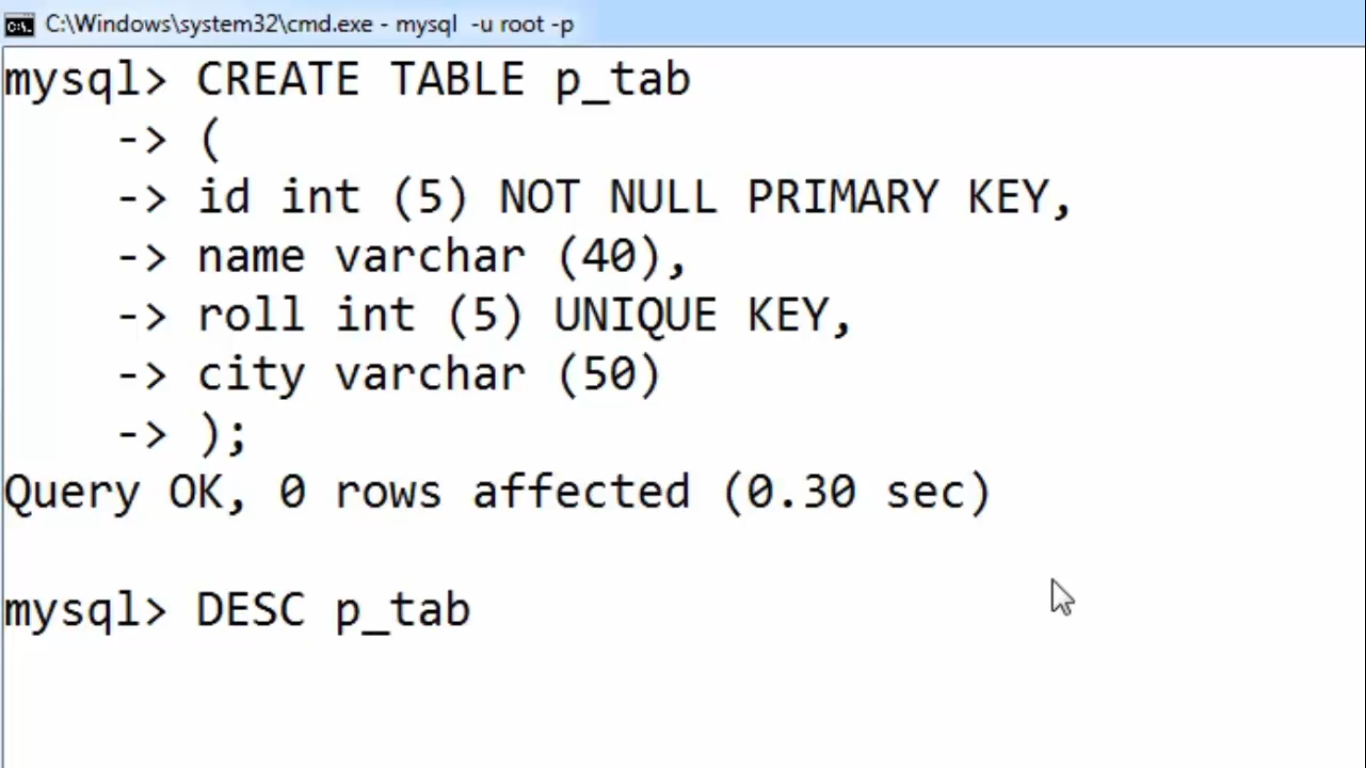 C:\Windows\system32\cmd.exe - mysql  -u root -p
mysql> CREATE TABLE p_tab
    -> (
    -> id int (5) NOT NULL PRIMARY KEY,
    -> name varchar (40),
    -> roll int (5) UNIQUE KEY,
    -> city varchar (50)
    -> );
Query OK, 0 rows affected (0.30 sec)
mysql> DESC p_tab